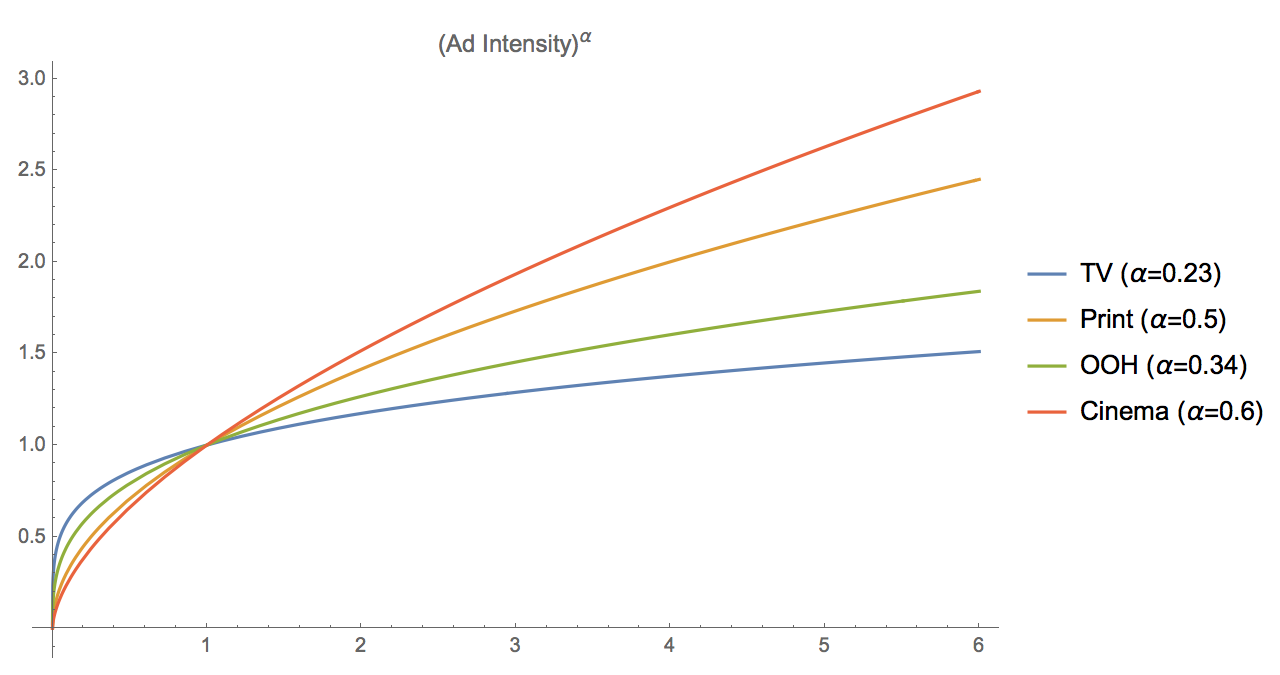 (Ad Intensity)^α
3.0
2.5
2.0
1.5
1.0
0.5
1 2 3 4 5 6
TV (α=0.23)
Print (α=0.5)
OOH (α=0.34)
Cinema (α=0.6)